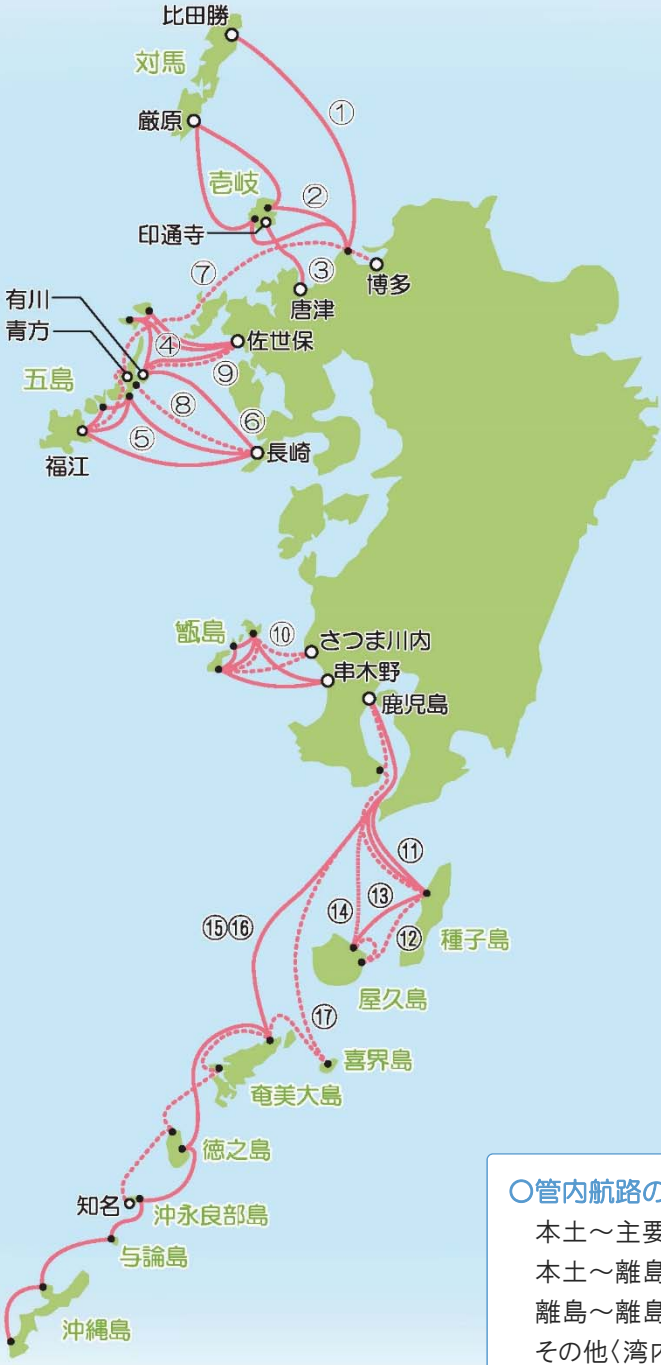 比田勝
対馬
①
厳原
壱岐
②
印通寺
⑦
③
博多
唐津
有川
青方
④
佐世保
⑨
五島
⑧
⑥
⑤
長崎
福江
甑島
⑩
さつま川内
串木野
鹿児島
⑪
⑬
⑭
⑫
⑮⑯
種子島
屋久島
⑰
喜界島
奄美大島
徳之島
知名
沖永良部島
与論島
沖縄島
〇管内航路の
本土～主要
本土～離島
離島～離島
その他〈湾内